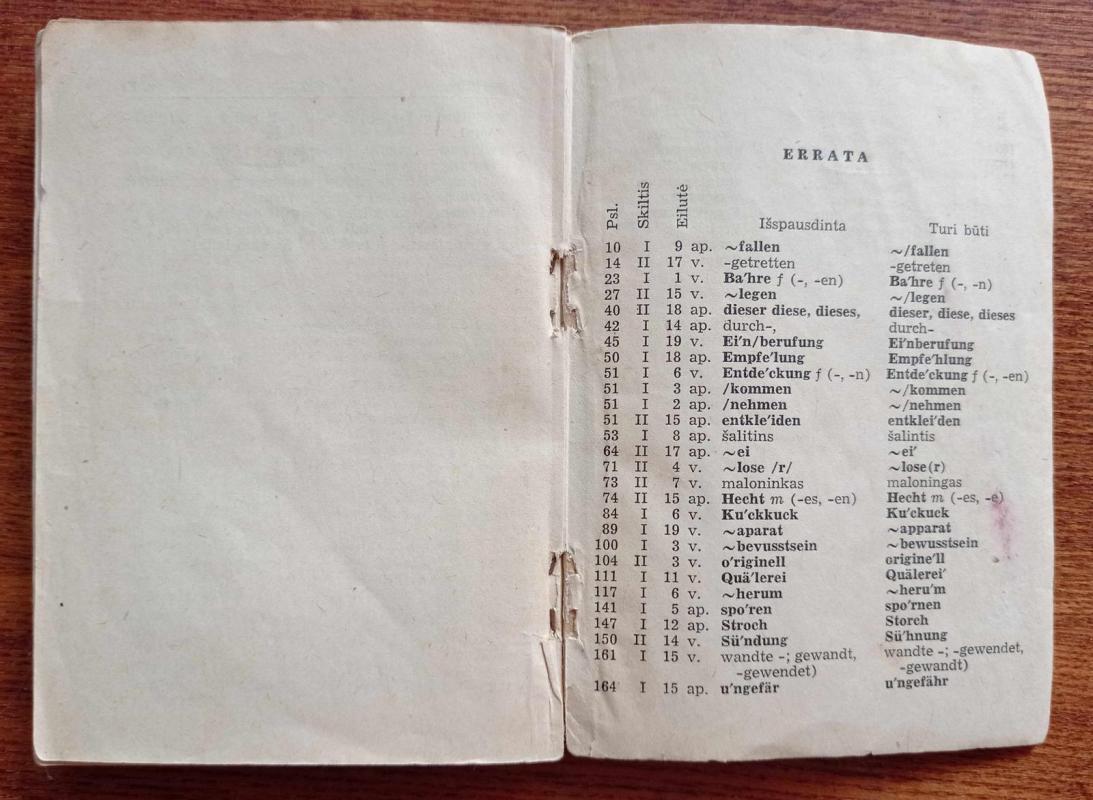 ERRATA
Psl. Skiltis Eilutė Išspausdinta Turi būti
10 I 9 ap. ~fallen ~/fallen
14 II 17 v. -getretten -getreten
23 I 1 v. Ba'hre f (-, -en) Ba'hre f (-, -n)
27 II 15 v. ~legen ~/legen
40 II 18 ap. dieser diese, dieses, dieser, diese, dieses
42 I 14 ap. durch-, durch-
45 I 19 v. Ei'n/berufung Ei'nberufung
50 I 18 ap. Empfe'lung Empfe'hlung
51 I 6 v. Entde'ckung f (-, -n) Entde'ckung f (-, -en)
51 I 3 ap. /kommen ~/kommen
51 I 2 ap. /nehmen ~/nehmen
51 II 15 ap. entkle'iden entklei'den
53 I 8 ap. šalitins šalintis
64 II 17 ap. ~ei ~ei'
71 II 4 v. ~lose /r/ ~lose(r)
73 II 7 v. maloninkas maloningas
74 II 15 ap. Hecht m (-es, -en) Hecht m (-es, -e)
84 I 6 v. Ku'ckkuck Ku'ckuck
89 I 19 v. ~aparat ~apparat
100 I 3 v. ~bevusstsein ~bewusstsein
104 II 3 v. o'riginell origine'll
111 I 11 v. Quä'lerei Quälerei'
117 I 6 v. ~herum ~heru'm
141 I 5 ap. spo'ren spo'rnen
147 I 12 ap. Stroch Storch
150 II 14 v. Sü'ndung Sü'hnung
161 I 15 v. wandte -; gewandt, wandte -; -gewendet,
-gewendet) -gewandt)
164 I 15 ap. u'ngefär u'ngefähr